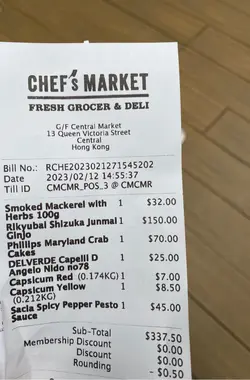 CHEF'S MARKET
FRESH GROCER & DELI
G/F Central Market
13 Queen Victoria Street
Central
Hong Kong
Bill No.: RCHE2023021271545202
Date 2023/02/12 14:55:37
Till ID CMCMR_POS_3 @ CMCMR
Smoked Mackerel with 1 $32.00
Herbs 100g
Rikyubai Shizuka Junmai 1 $150.00
Ginjo
Phillips Maryland Crab 1 $70.00
Cakes
DELVERDE Capelli D 1 $25.00
Angelo Nido no78
Capsicum Red (0.174KG) 1 $7.00
Capsicum Yellow 1 $8.50
(0.212KG)
Sacla Spicy Pepper Pesto 1 $45.00
Sauce
Sub-Total $337.50
Membership Discount $0.00
Discount $0.00
Rounding - $0.50